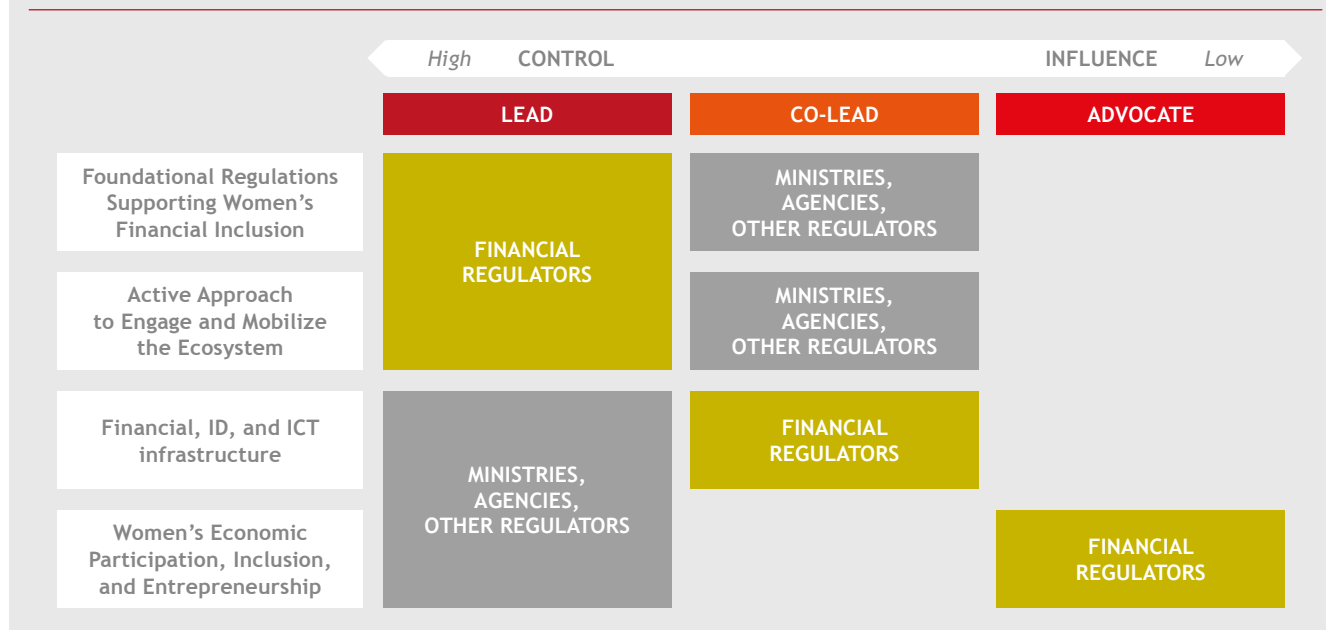 High CONTROL INFLUENCE Low
LEAD CO-LEAD ADVOCATE
Foundational Regulations
Supporting Women’s
Financial Inclusion
FINANCIAL
REGULATORS
MINISTRIES,
AGENCIES,
OTHER REGULATORS
Active Approach
to Engage and Mobilize
the Ecosystem
MINISTRIES,
AGENCIES,
OTHER REGULATORS
Financial, ID, and ICT
infrastructure
MINISTRIES,
AGENCIES,
OTHER REGULATORS
FINANCIAL
REGULATORS
Women’s Economic
Participation, Inclusion,
and Entrepreneurship
FINANCIAL
REGULATORS